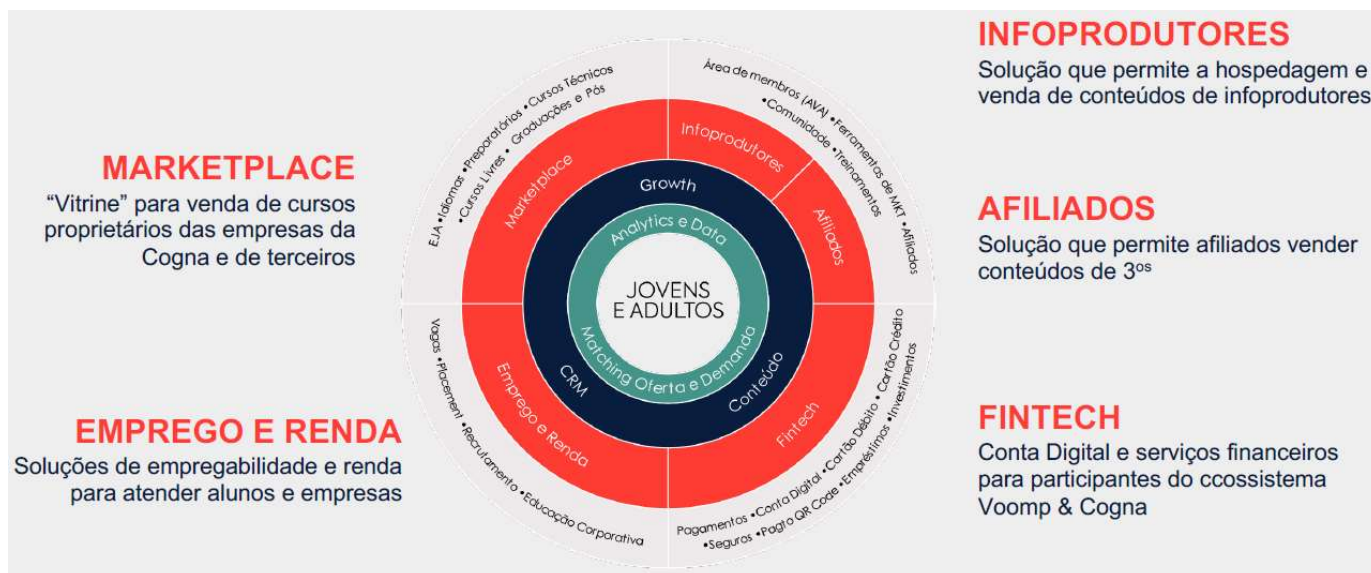 MARKETPLACE
“Vitrine” para venda de cursos
proprietários das empresas da
Cogna e de terceiros
EMPREGO E RENDA
Soluções de empregabilidade e renda
para atender alunos e empresas
EJA •Idiomas •Preparatórios •Cursos Técnicos
•Cursos Livres • Graduações e Pós
Área de membros (AVA) •Ferramentas de MKT •Afiliados
•Comunidade •Treinamentos
Marketplace
Infoprodutores
Afiliados
Growth
Analytics e Data
JOVENS
E ADULTOS
Matching Oferta e Demanda
CRM
Conteúdo
Emprego e Renda
Fintech
Vagas •Placement •Recrutamento •Educação Corporativa
Pagamentos •Conta Digital •Cartão Débito •Cartão Crédito
•Seguros •Pagto QR Code •Empréstimos •Investimentos
INFOPRODUTORES
Solução que permite a hospedagem e
venda de conteúdos de infoprodutores
AFILIADOS
Solução que permite afiliados vender
conteúdos de 3ºs
FINTECH
Conta Digital e serviços financeiros
para participantes do ccossistema
Voomp & Cogna